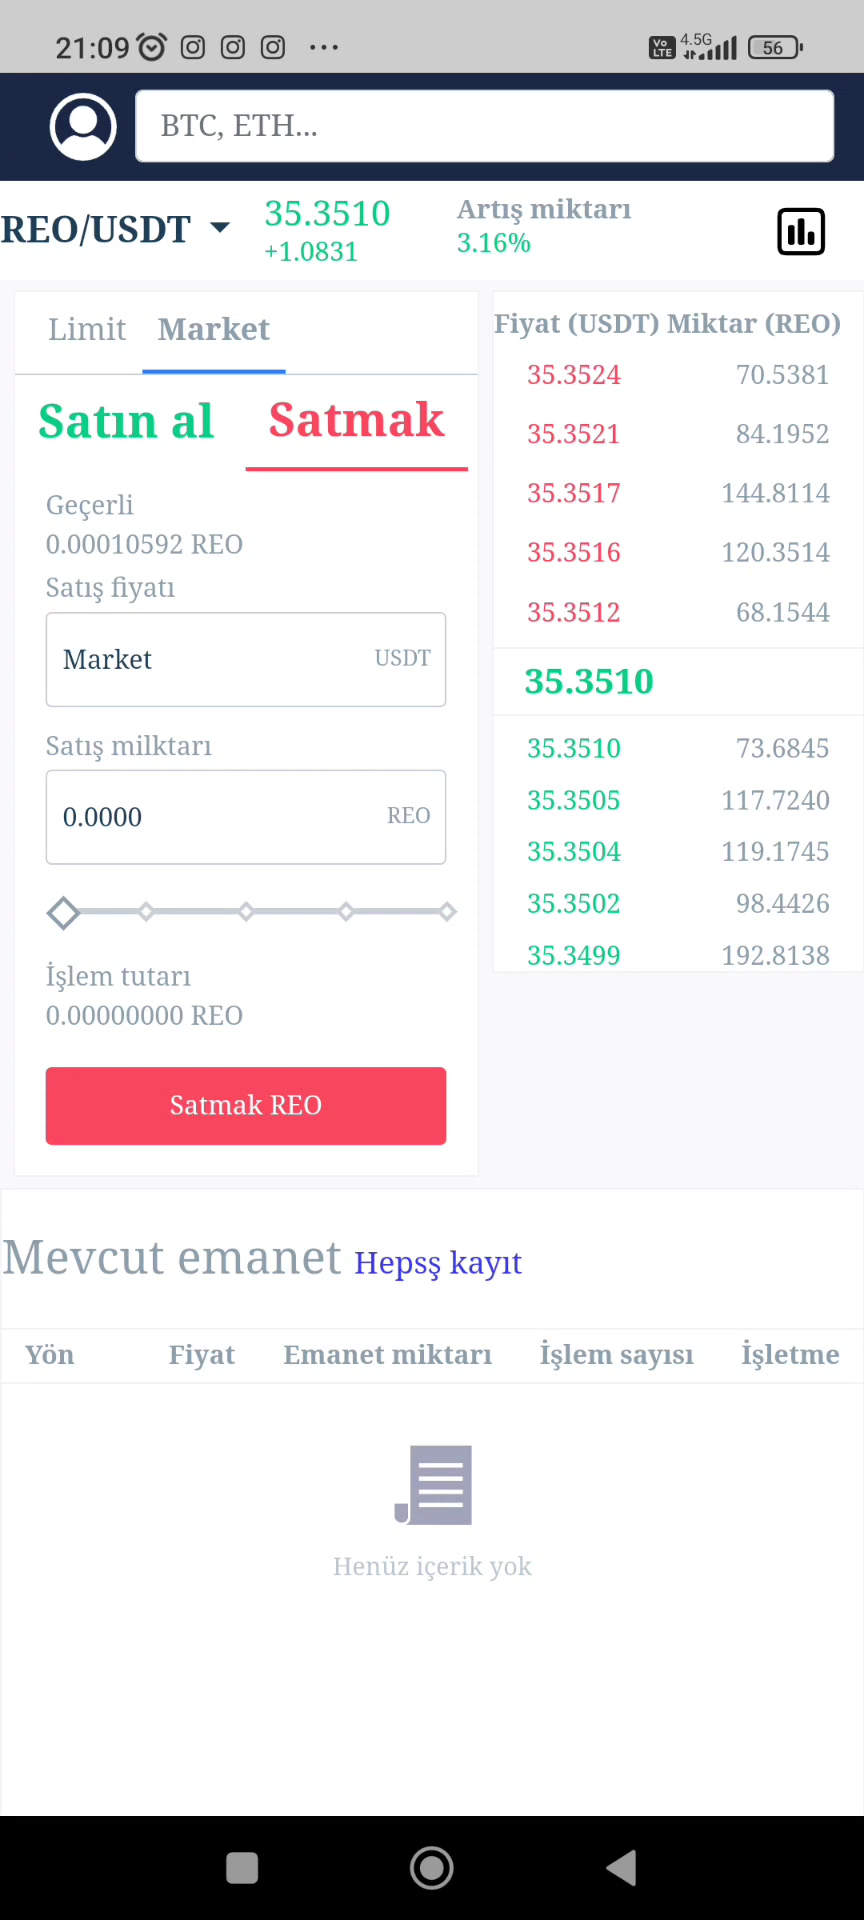 21:09
Vo LTE 4.5G 56
BTC, ETH...
REO/USDT
35.3510
+1.0831
Artış miktarı
3.16%
Limit Market
Satın al Satmak
Geçerli
0.00010592 REO
Satış fiyatı
Market USDT
Satış milktarı
0.0000 REO
İşlem tutarı
0.00000000 REO
Satmak REO
Fiyat (USDT) Miktar (REO)
35.3524 70.5381
35.3521 84.1952
35.3517 144.8114
35.3516 120.3514
35.3512 68.1544
35.3510
35.3510 73.6845
35.3505 117.7240
35.3504 119.1745
35.3502 98.4426
35.3499 192.8138
Mevcut emanet Hepsş kayıt
Yön Fiyat Emanet miktarı İşlem sayısı İşletme
Henüz içerik yok